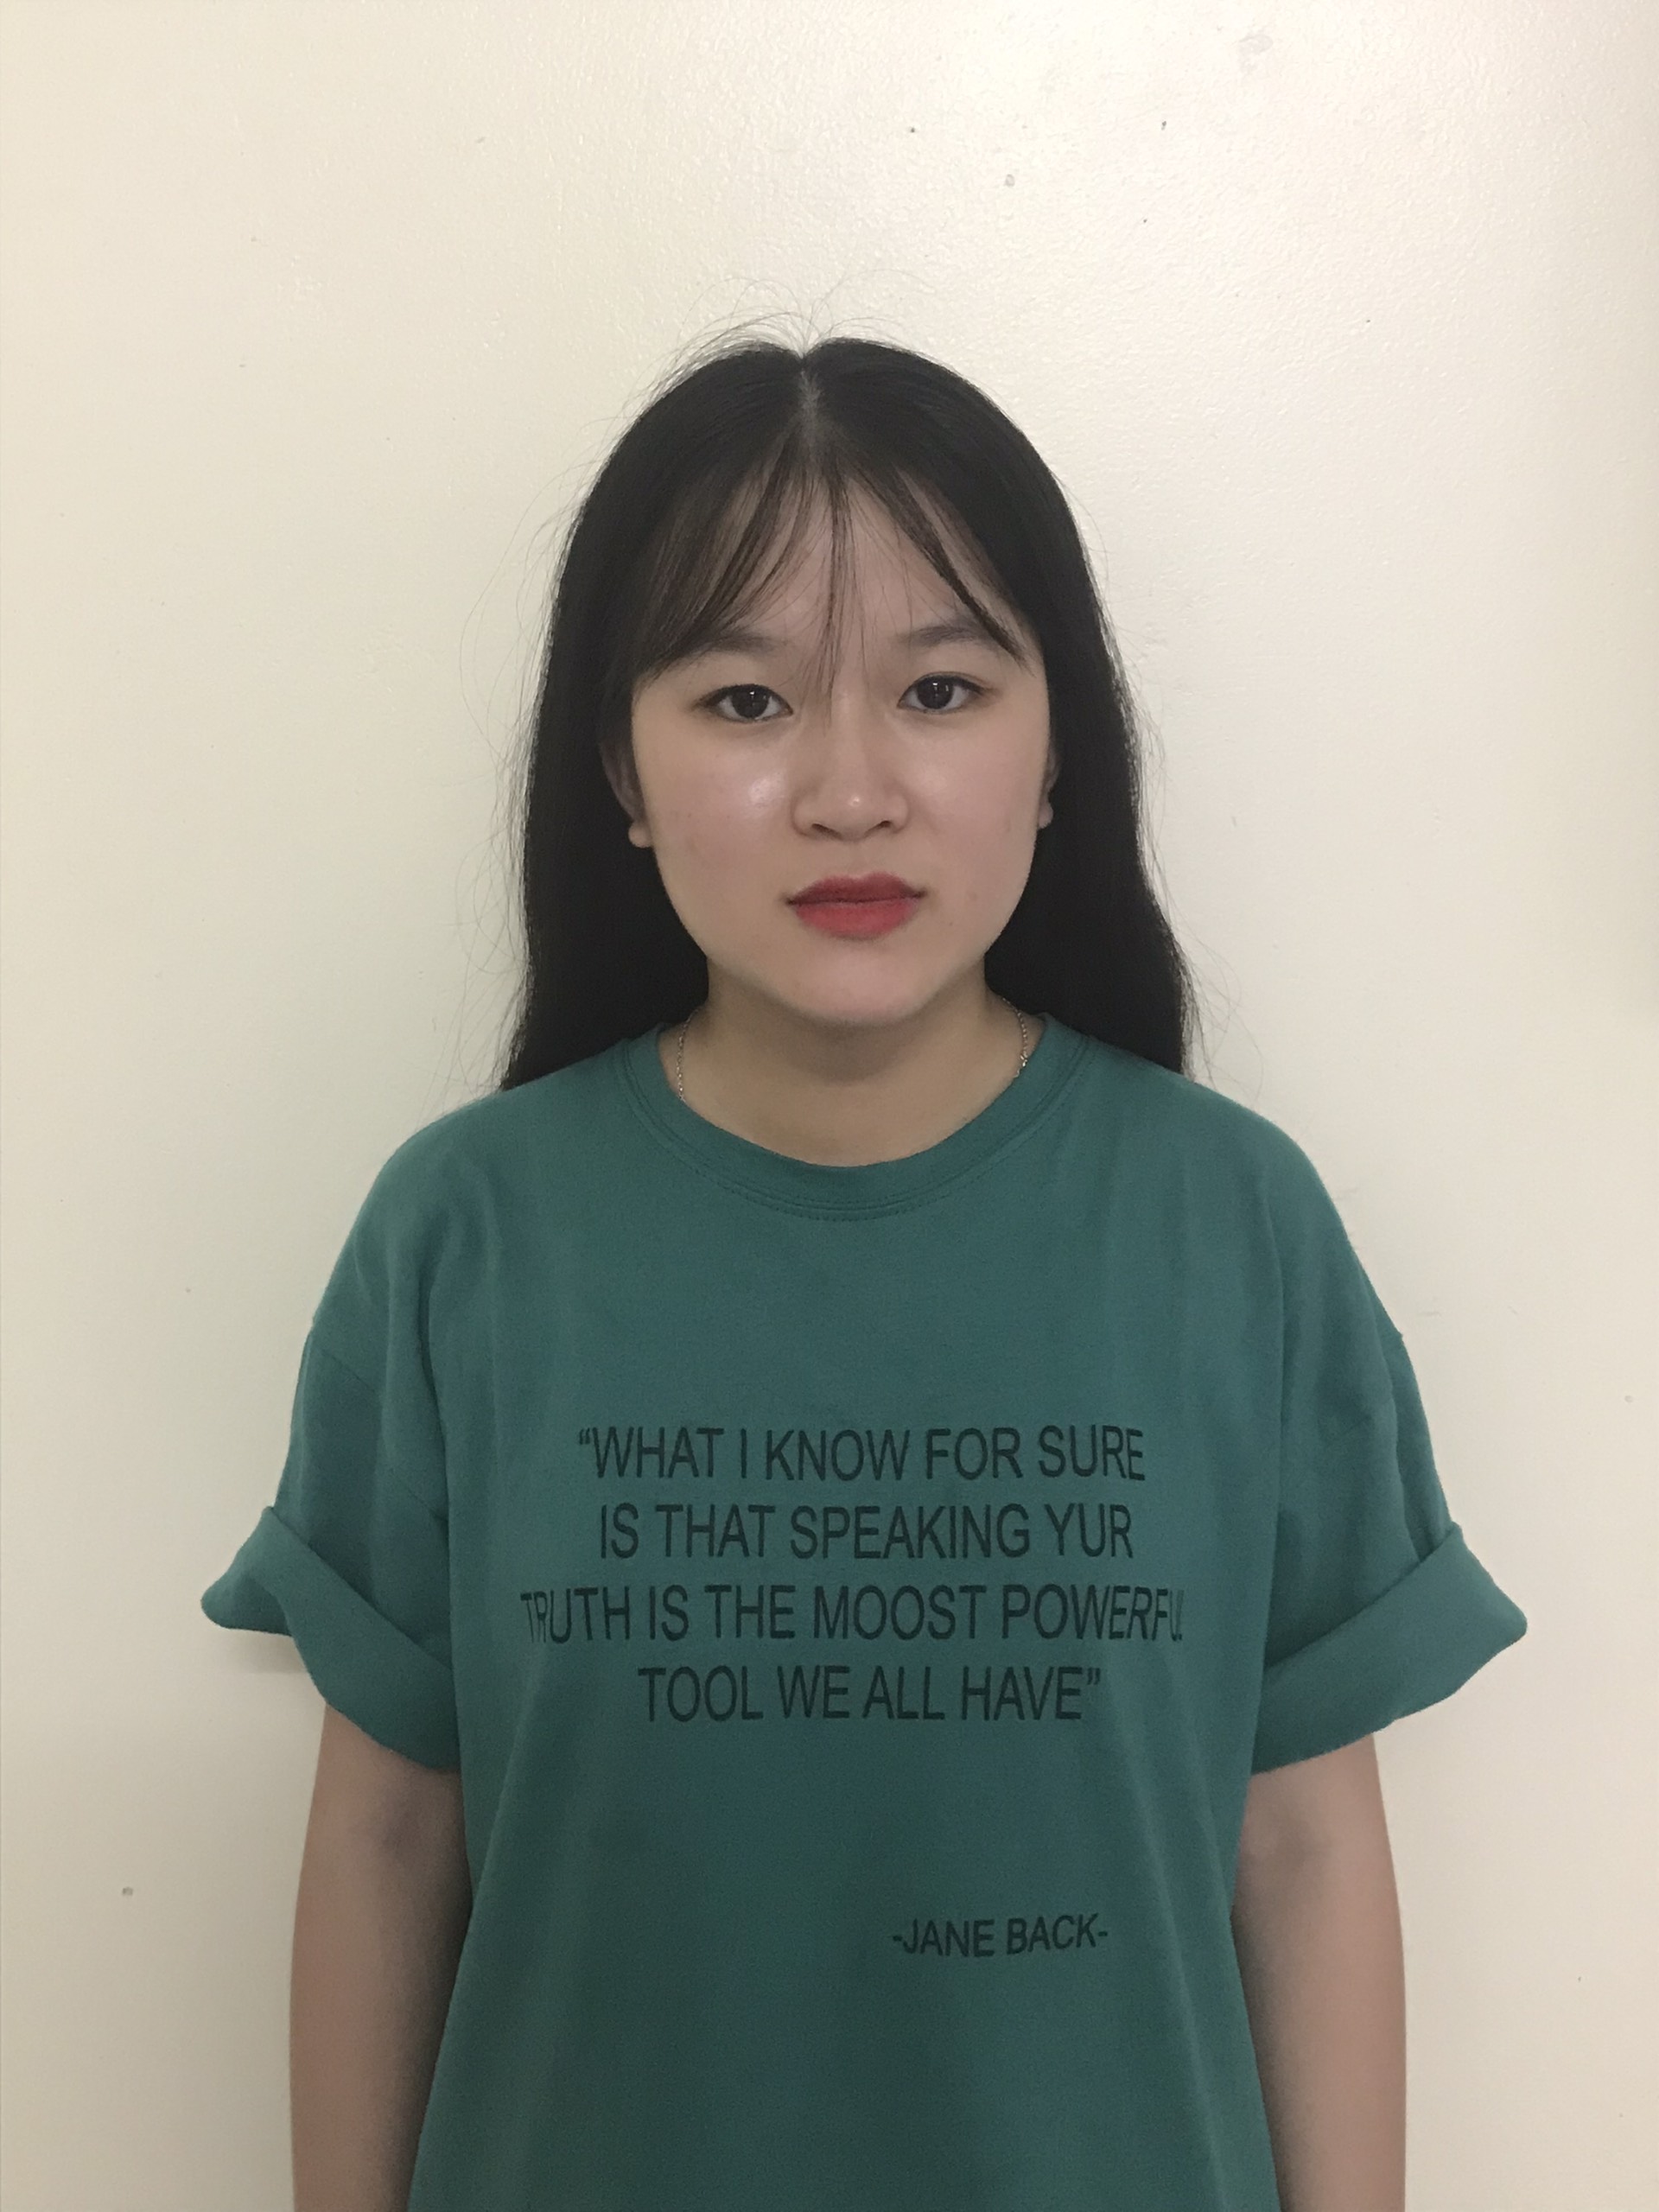 “WHAT I KNOW FOR SURE
IS THAT SPEAKING YUR
TRUTH IS THE MOOST POWERFUL
TOOL WE ALL HAVE”
-JANE BACK-